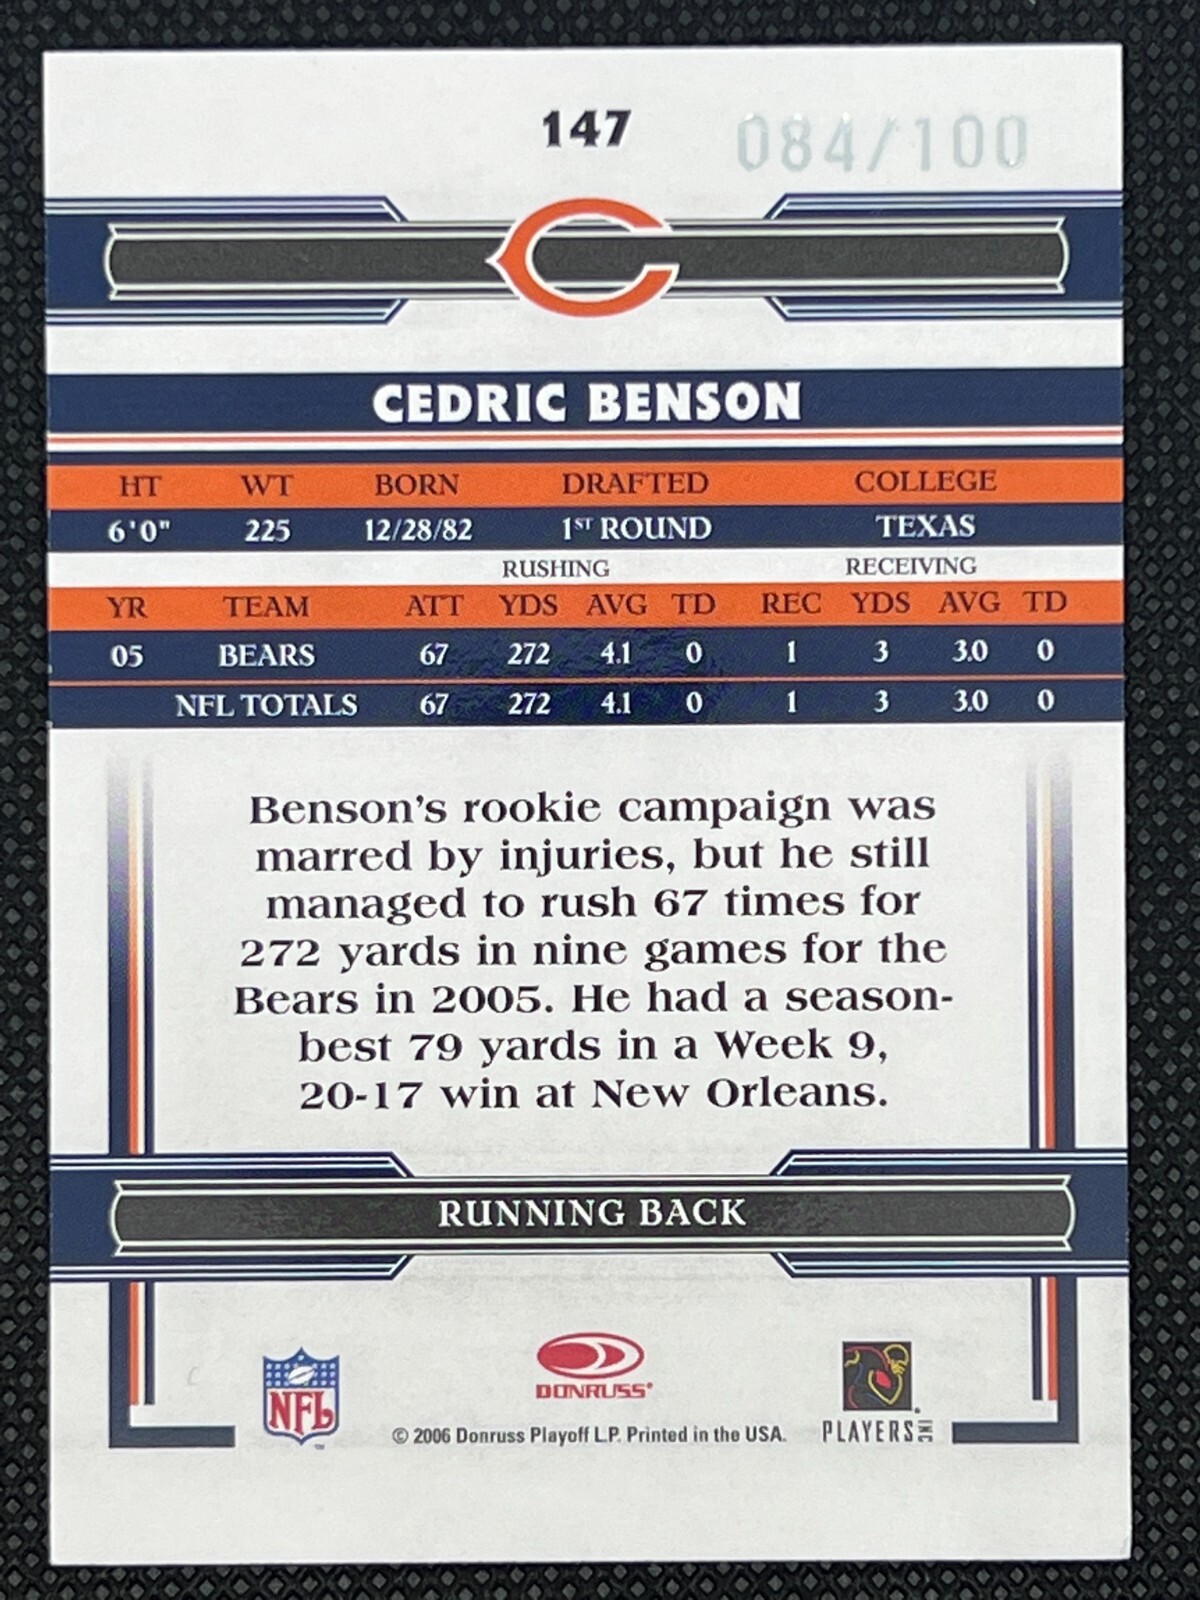 147 084/100
CEDRIC BENSON
HT WT BORN DRAFTED COLLEGE
6'0" 225 12/28/82 1ST ROUND TEXAS
RUSHING RECEIVING
YR TEAM ATT YDS AVG TD REC YDS AVG TD
05 BEARS 67 272 4.1 0 1 3 3.0 0
NFL TOTALS 67 272 4.1 0 1 3 3.0 0
Benson's rookie campaign was
marred by injuries, but he still
managed to rush 67 times for
272 yards in nine games for the
Bears in 2005. He had a season-
best 79 yards in a Week 9,
20-17 win at New Orleans.
RUNNING BACK
NFL
DONRUSS
© 2006 Donruss Playoff L.P. Printed in the USA.
PLAYERS INC